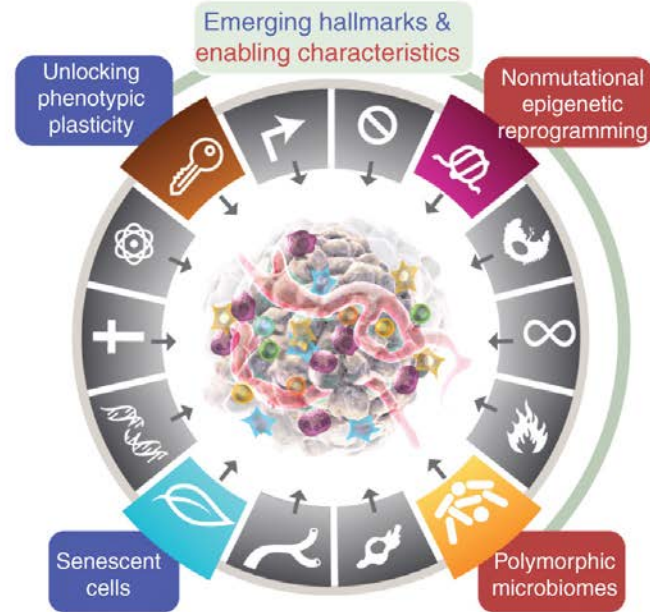 Emerging hallmarks &
enabling characteristics
Unlocking
phenotypic
plasticity
Nonmutational
epigenetic
reprogramming
Senescent
cells
Polymorphic
microbiomes